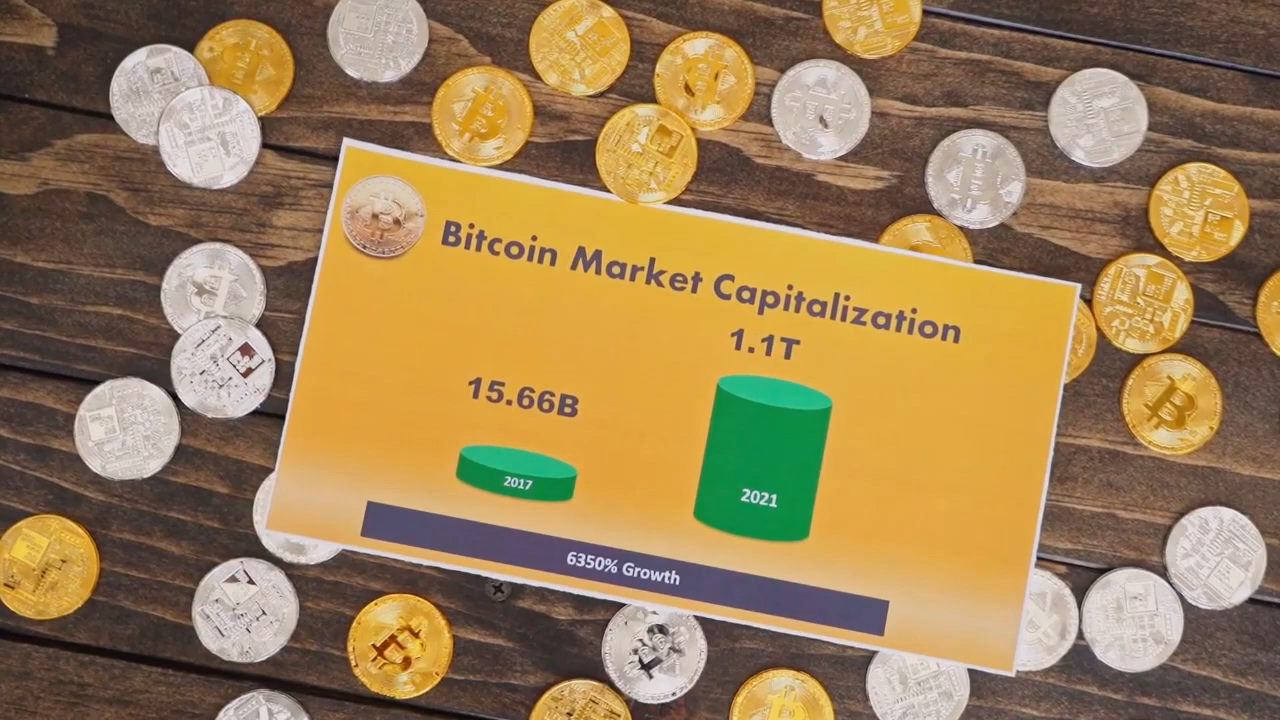 Bitcoin Market Capitalization
1.1T
15.66B
2017
2021
6350% Growth